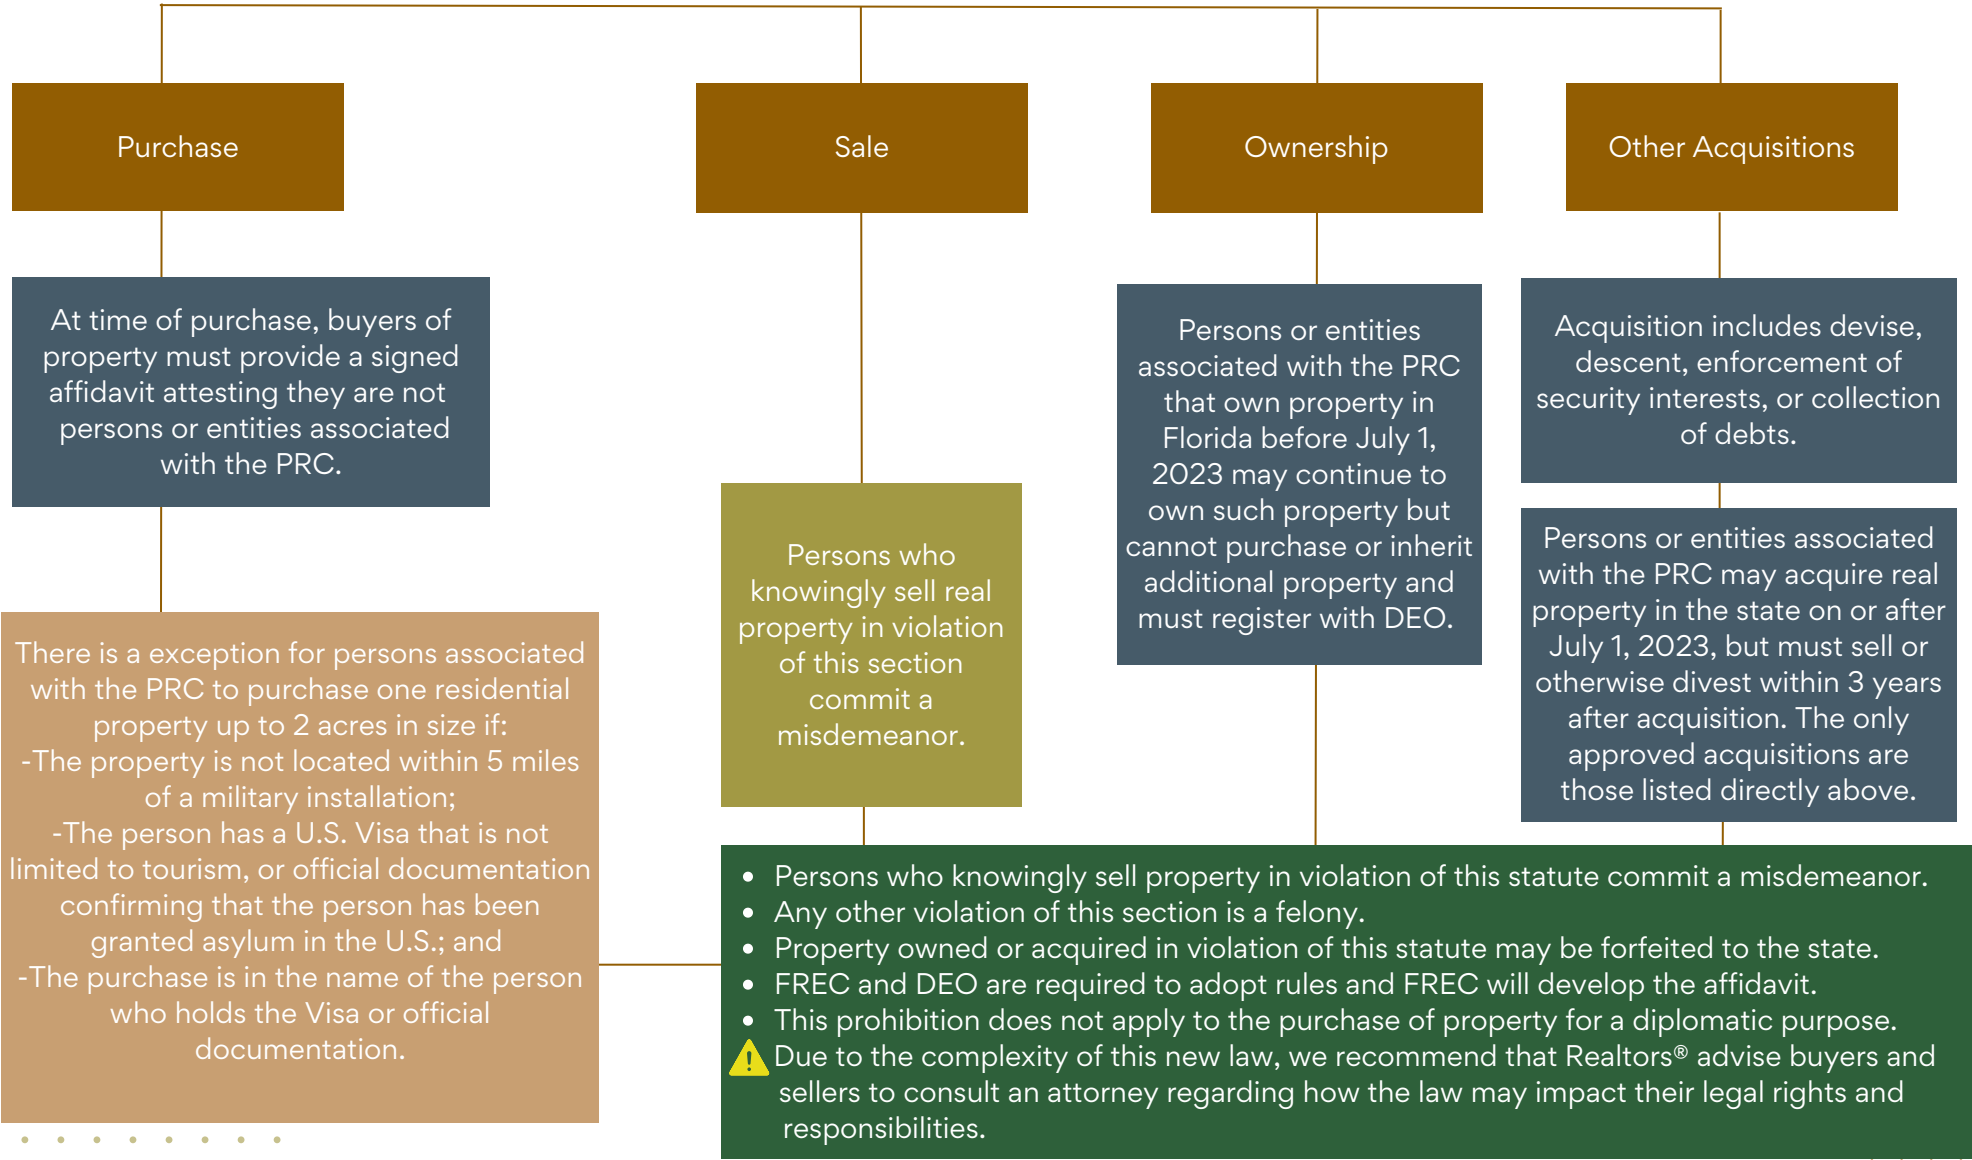 Purchase
Sale
Ownership
Other Acquisitions
At time of purchase, buyers of
property must provide a signed
affidavit attesting they are not
persons or entities associated
with the PRC.
There is a exception for persons associated
with the PRC to purchase one residential
property up to 2 acres in size if:
-The property is not located within 5 miles
of a military installation;
-The person has a U.S. Visa that is not
limited to tourism, or official documentation
confirming that the person has been
granted asylum in the U.S.; and
-The purchase is in the name of the person
who holds the Visa or official
documentation.
Persons who
knowingly sell real
property in violation
of this section
commit a
misdemeanor.
Persons or entities
associated with the PRC
that own property in
Florida before July 1,
2023 may continue to
own such property but
cannot purchase or inherit
additional property and
must register with DEO.
Acquisition includes devise,
descent, enforcement of
security interests, or collection
of debts.
Persons or entities associated
with the PRC may acquire real
property in the state on or after
July 1, 2023, but must sell or
otherwise divest within 3 years
after acquisition. The only
approved acquisitions are
those listed directly above.
• Persons who knowingly sell property in violation of this statute commit a misdemeanor.
• Any other violation of this section is a felony.
• Property owned or acquired in violation of this statute may be forfeited to the state.
• FREC and DEO are required to adopt rules and FREC will develop the affidavit.
• This prohibition does not apply to the purchase of property for a diplomatic purpose.
Due to the complexity of this new law, we recommend that Realtors® advise buyers and
sellers to consult an attorney regarding how the law may impact their legal rights and
responsibilities.